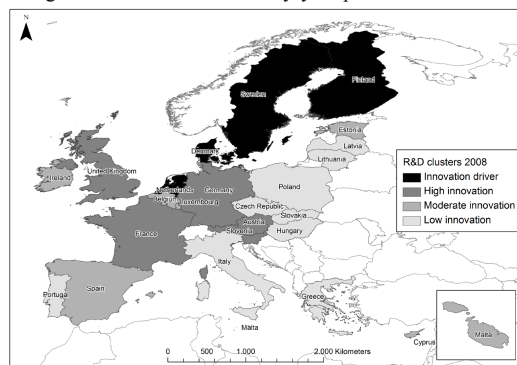 N
Finland
Sweden
Estonia
Latvia
Denmark
Lithuania
Ireland
United Kingdom
Netherlands
Germany
Poland
Belgium
Luxembourg
Czech Republic
Slovakia
Austria
Hungary
France
Slovenia
Italy
Portugal
Spain
Greece
Malta
Cyprus
Malta
R&D clusters 2008
Innovation driver
High innovation
Moderate innovation
Low innovation
0 500 1.000 2.000 Kilometers